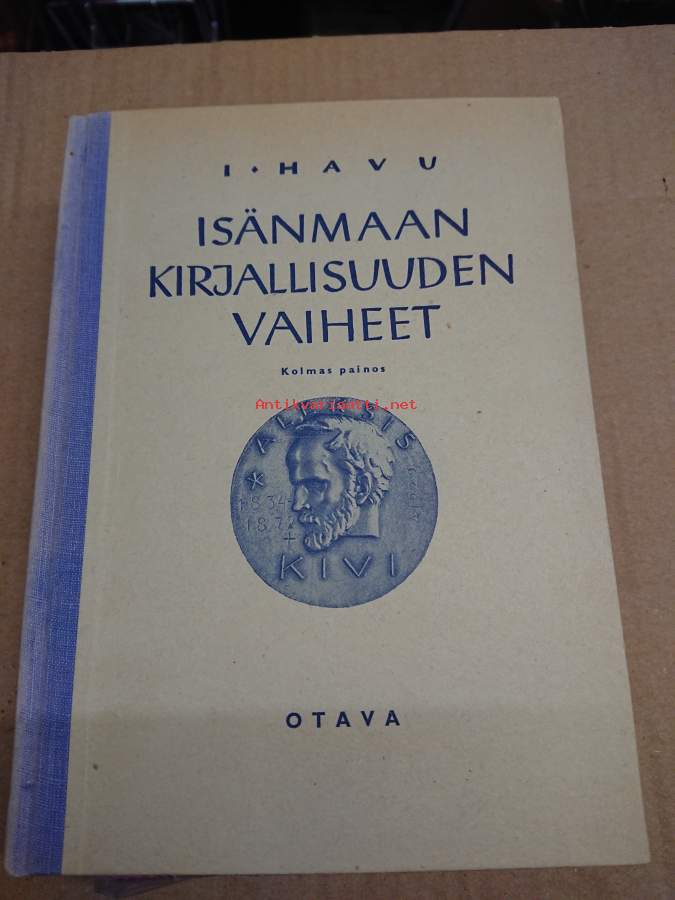 I • HAVU
ISÄNMAAN
KIRJALLISUUDEN
VAIHEET
Kolmas painos
Antikvariaatti.net
ALEKSIS
1834
1872
KIVI
OTAVA